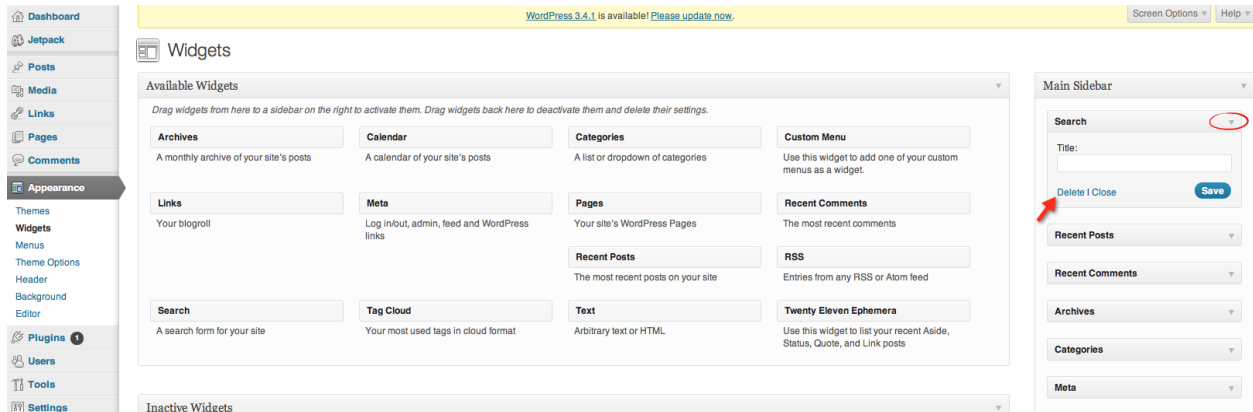 Dashboard
Jetpack
Posts
Media
Links
Pages
Comments
Appearance
Themes
Widgets
Menus
Theme Options
Header
Background
Editor
Plugins 1
Users
Tools
Settings
WordPress 3.4.1 is available! Please update now.
Screen Options
Help
Widgets
Available Widgets
Drag widgets from here to a sidebar on the right to activate them. Drag widgets back here to deactivate them and delete their settings.
Archives
A monthly archive of your site's posts
Calendar
A calendar of your site's posts
Categories
A list or dropdown of categories
Custom Menu
Use this widget to add one of your custom
menus as a widget.
Links
Your blogroll
Meta
Log in/out, admin, feed and WordPress
links
Pages
Your site's WordPress Pages
Recent Comments
The most recent comments
Recent Posts
The most recent posts on your site
RSS
Entries from any RSS or Atom feed
Search
A search form for your site
Tag Cloud
Your most used tags in cloud format
Text
Arbitrary text or HTML
Twenty Eleven Ephemera
Use this widget to list your recent Aside,
Status, Quote, and Link posts
Inactive Widgets
Main Sidebar
Search
Title:
Delete | Close
Save
Recent Posts
Recent Comments
Archives
Categories
Meta